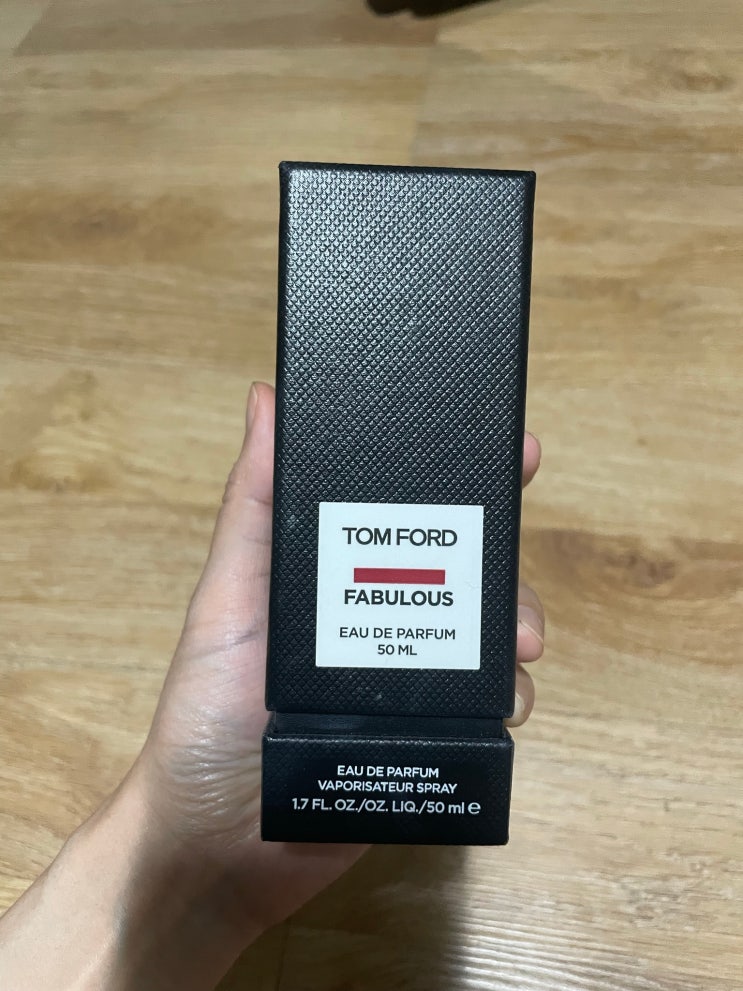 TOM FORD
FABULOUS
EAU DE PARFUM
50 ML
EAU DE PARFUM
VAPORISATEUR SPRAY
1.7 FL. OZ./OZ. LIQ./50 ml ℮